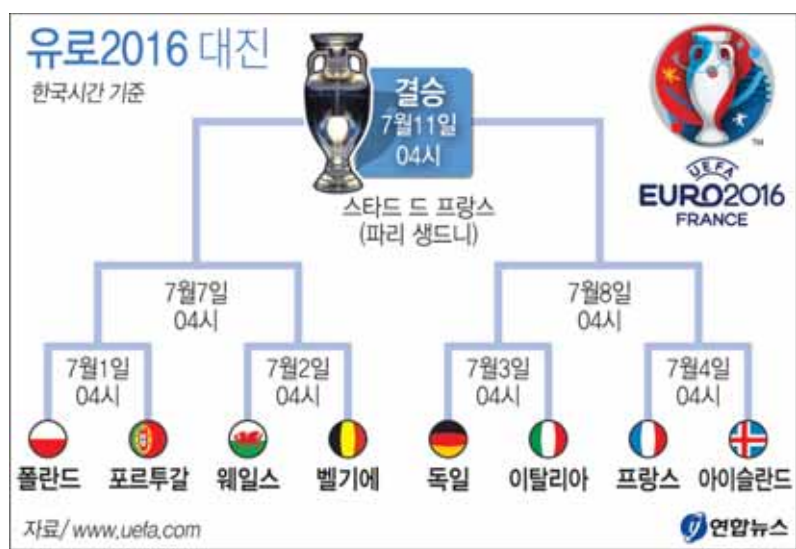 유로2016 대진
한국시간 기준
결승
7월11일
04시
스타드 드 프랑스
(파리 생드니)
TM
UEFA
EURO2016
FRANCE
7월7일
04시
7월8일
04시
7월1일
04시
7월2일
04시
7월3일
04시
7월4일
04시
폴란드 포르투갈 웨일스 벨기에 독일 이탈리아 프랑스 아이슬란드
자료/ www.uefa.com
y 연합뉴스